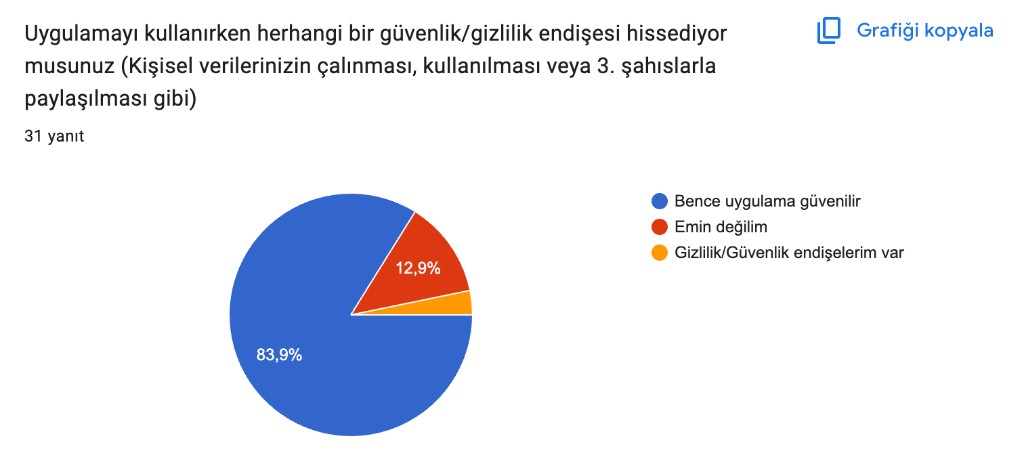 Uygulamayı kullanırken herhangi bir güvenlik/gizlilik endişesi hissediyor
musunuz (Kişisel verilerinizin çalınması, kullanılması veya 3. şahıslarla
paylaşılması gibi)
Grafiği kopyala
31 yanıt
Bence uygulama güvenilir
Emin değilim
Gizlilik/Güvenlik endişelerim var
12,9%
83,9%